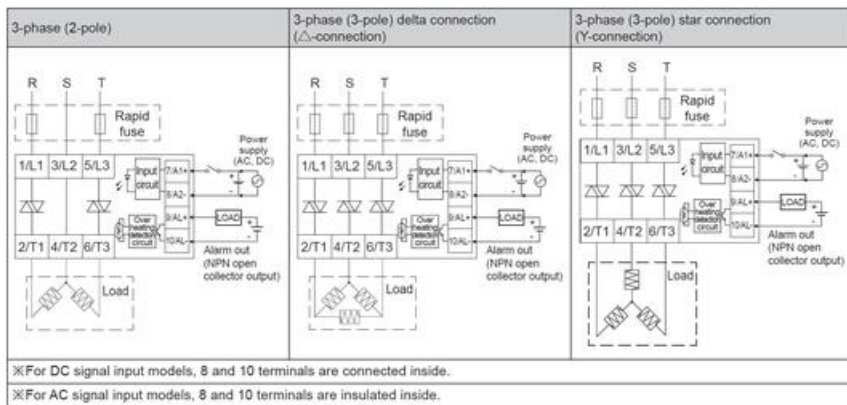 3-phase (2-pole)
3-phase (3-pole) delta connection
(△-connection)
3-phase (3-pole) star connection
(Y-connection)
R S T
Rapid
fuse
Power
supply
(AC, DC)
1/L1 3/L2 5/L3
Input
circuit
7/A1+
8/A2-
+
-
9/AL+
LOAD
Over
heating
detection
circuit
10/AL-
2/T1 4/T2 6/T3
Alarm out
(NPN open
collector output)
Load
R S T
Rapid
fuse
Power
supply
(AC, DC)
1/L1 3/L2 5/L3
Input
circuit
7/A1+
8/A2-
+
-
9/AL+
LOAD
Over
heating
detection
circuit
10/AL-
2/T1 4/T2 6/T3
Alarm out
(NPN open
collector output)
Load
R S T
Rapid
fuse
Power
supply
(AC, DC)
1/L1 3/L2 5/L3
Input
circuit
7/A1+
8/A2-
+
-
9/AL+
LOAD
Over
heating
detection
circuit
10/AL-
2/T1 4/T2 6/T3
Alarm out
(NPN open
collector output)
Load
※For DC signal input models, 8 and 10 terminals are connected inside.
※For AC signal input models, 8 and 10 terminals are insulated inside.